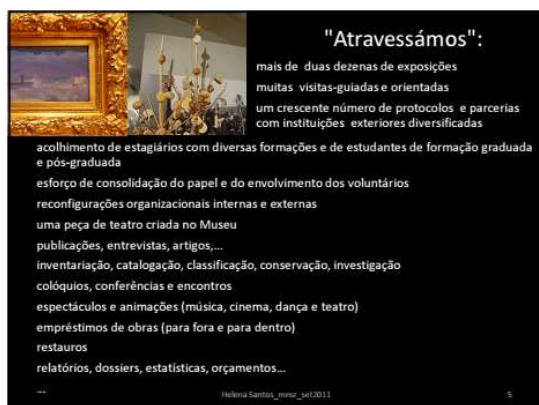 "Atravessámos":
mais de duas dezenas de exposições
muitas visitas-guiadas e orientadas
um crescente número de protocolos e parcerias
com instituições exteriores diversificadas
acolhimento de estagiários com diversas formações e de estudantes de formação graduada
e pós-graduada
esforço de consolidação do papel e do envolvimento dos voluntários
reconfigurações organizacionais internas e externas
uma peça de teatro criada no Museu
publicações, entrevistas, artigos,...
inventariação, catalogação, classificação, conservação, investigação
colóquios, conferências e encontros
espectáculos e animações (música, cinema, dança e teatro)
empréstimos de obras (para fora e para dentro)
restauros
relatórios, dossiers, estatísticas, orçamentos...
...
Helena Santos_mnsr_set2011 5